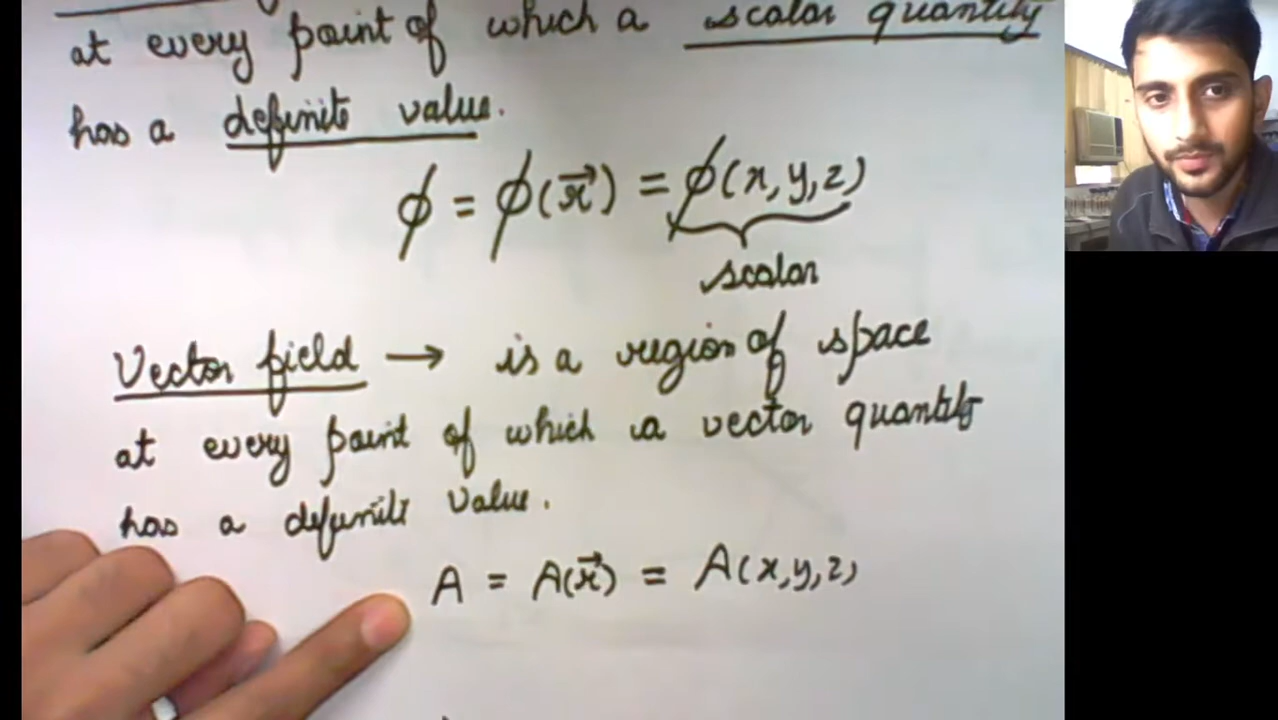 at every point of which a scalar quantity
has a definite value.
ϕ = ϕ(r⃗) = ϕ(x, y, z)
scalar
Vector field → is a region of space
at every point of which a vector quantity
has a definite value.
A = A(r⃗) = A(x, y, z)